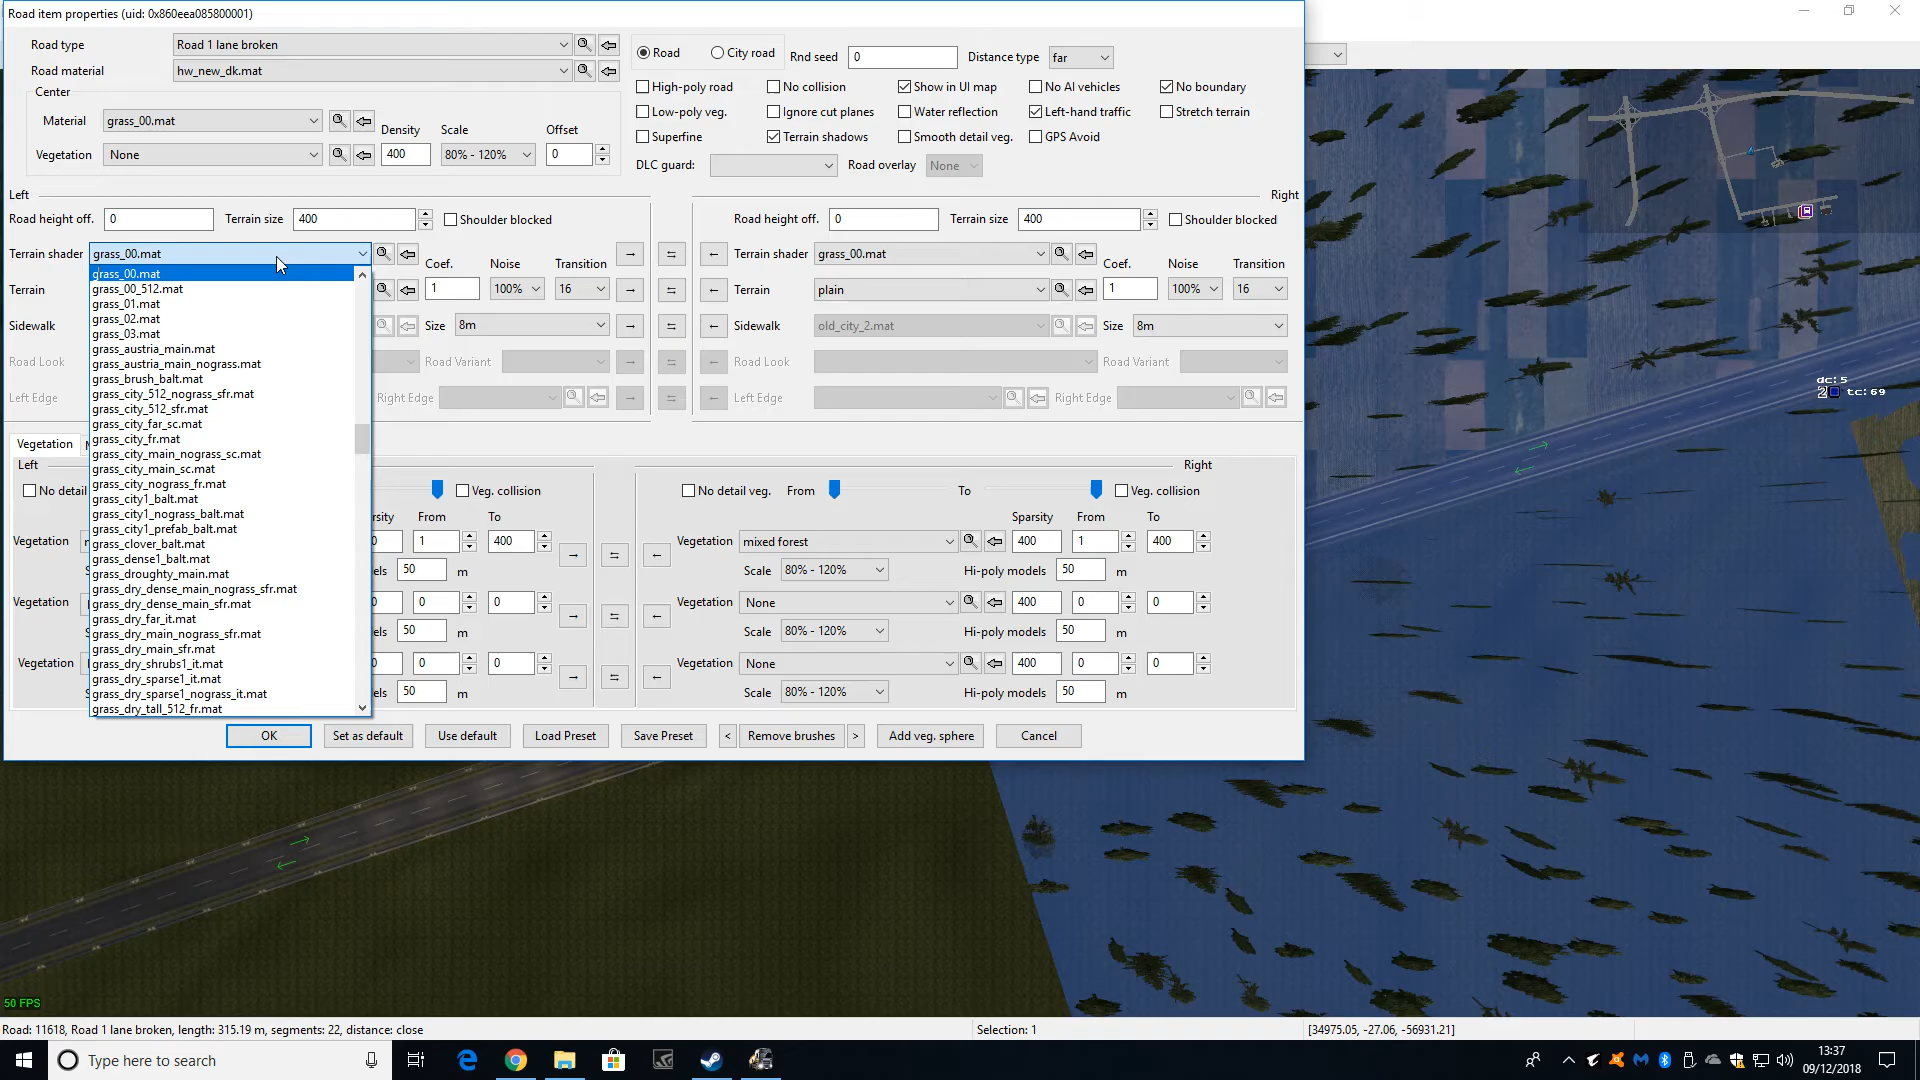 Road item properties (uid: 0x860eea085800001)
Road type Road 1 lane broken
Road Rnd seed 0 Distance type far
City road
Road material hw_new_dk.mat
High-poly road No collision Show in UI map No AI vehicles No boundary
Center
Low-poly veg. Ignore cut planes Water reflection Left-hand traffic Stretch terrain
Material grass_00.mat Density Scale Offset
Superfine Terrain shadows Smooth detail veg. GPS Avoid
Vegetation None 400 80% - 120% 0
DLC guard: Road overlay None
Left Right
Road height off. 0 Terrain size 400 Shoulder blocked
Road height off. 0 Terrain size 400 Shoulder blocked
Terrain shader grass_00.mat Coef. Noise Transition
→ ⇆ ← Terrain shader grass_00.mat Coef. Noise Transition
Terrain 1 100% 16 → ⇆ ← Terrain plain 1 100% 16
Sidewalk Size 8m → ⇆ ← Sidewalk old_city_2.mat Size 8m
Road Look Road Variant Road Look Road Variant
Left Edge Right Edge → ⇆ ← Left Edge Right Edge
grass_00.mat
grass_00_512.mat
grass_01.mat
grass_02.mat
grass_03.mat
grass_austria_main.mat
grass_austria_main_nograss.mat
grass_brush_balt.mat
grass_city_512_nograss_sfr.mat
grass_city_512_sfr.mat
grass_city_far_sc.mat
grass_city_fr.mat
grass_city_main_nograss_sc.mat
grass_city_main_sc.mat
grass_city_nograss_fr.mat
grass_city1_balt.mat
grass_city1_nograss_balt.mat
grass_city1_prefab_balt.mat
grass_clover_balt.mat
grass_dense1_balt.mat
grass_droughty_main.mat
grass_dry_dense_main_nograss_sfr.mat
grass_dry_dense_main_sfr.mat
grass_dry_far_it.mat
grass_dry_main_nograss_sfr.mat
grass_dry_main_sfr.mat
grass_dry_shrubs1_it.mat
grass_dry_sparse1_it.mat
grass_dry_sparse1_nograss_it.mat
grass_dry_tall_512_fr.mat
Vegetation
Left Right
No detail Veg. collision No detail veg. From To Veg. collision
rsity From To Sparsity From To
Vegetation 0 1 400 → ⇆ ← Vegetation mixed forest 400 1 400
els 50 m Scale 80% - 120% Hi-poly models 50 m
Vegetation 0 0 0 → ⇆ ← Vegetation None 400 0 0
els 50 m Scale 80% - 120% Hi-poly models 50 m
Vegetation 0 0 0 → ⇆ ← Vegetation None 400 0 0
els 50 m Scale 80% - 120% Hi-poly models 50 m
OK Set as default Use default Load Preset Save Preset < Remove brushes > Add veg. sphere Cancel
dc:5
2 tc:69
50 FPS
Road: 11618, Road 1 lane broken, length: 315.19 m, segments: 22, distance: close Selection: 1 [34975.05, -27.06, -56931.21]
Type here to search
13:37
09/12/2018